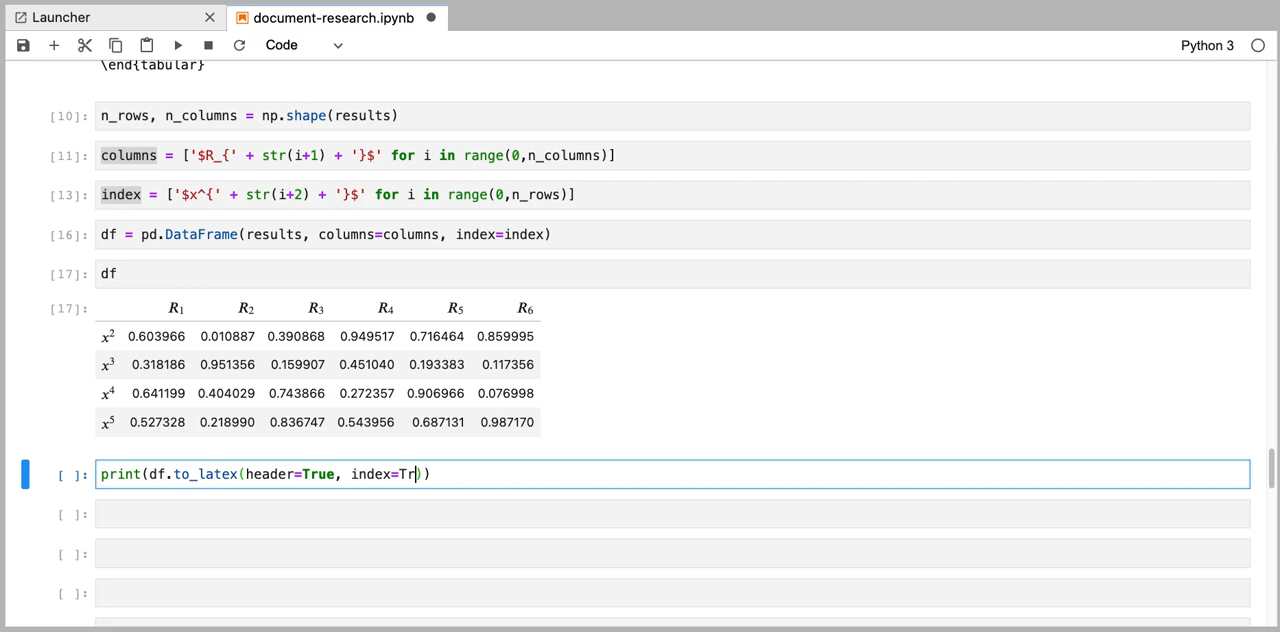 Launcher
document-research.ipynb
Code
Python 3
\end{tabular}
[10]: n_rows, n_columns = np.shape(results)
[11]: columns = ['$R_{' + str(i+1) + '}$' for i in range(0,n_columns)]
[13]: index = ['$x^{' + str(i+2) + '}$' for i in range(0,n_rows)]
[16]: df = pd.DataFrame(results, columns=columns, index=index)
[17]: df
[17]: R₁ R₂ R₃ R₄ R₅ R₆
x² 0.603966 0.010887 0.390868 0.949517 0.716464 0.859995
x³ 0.318186 0.951356 0.159907 0.451040 0.193383 0.117356
x⁴ 0.641199 0.404029 0.743866 0.272357 0.906966 0.076998
x⁵ 0.527328 0.218990 0.836747 0.543956 0.687131 0.987170
[ ]: print(df.to_latex(header=True, index=Tr))
[ ]:
[ ]:
[ ]: